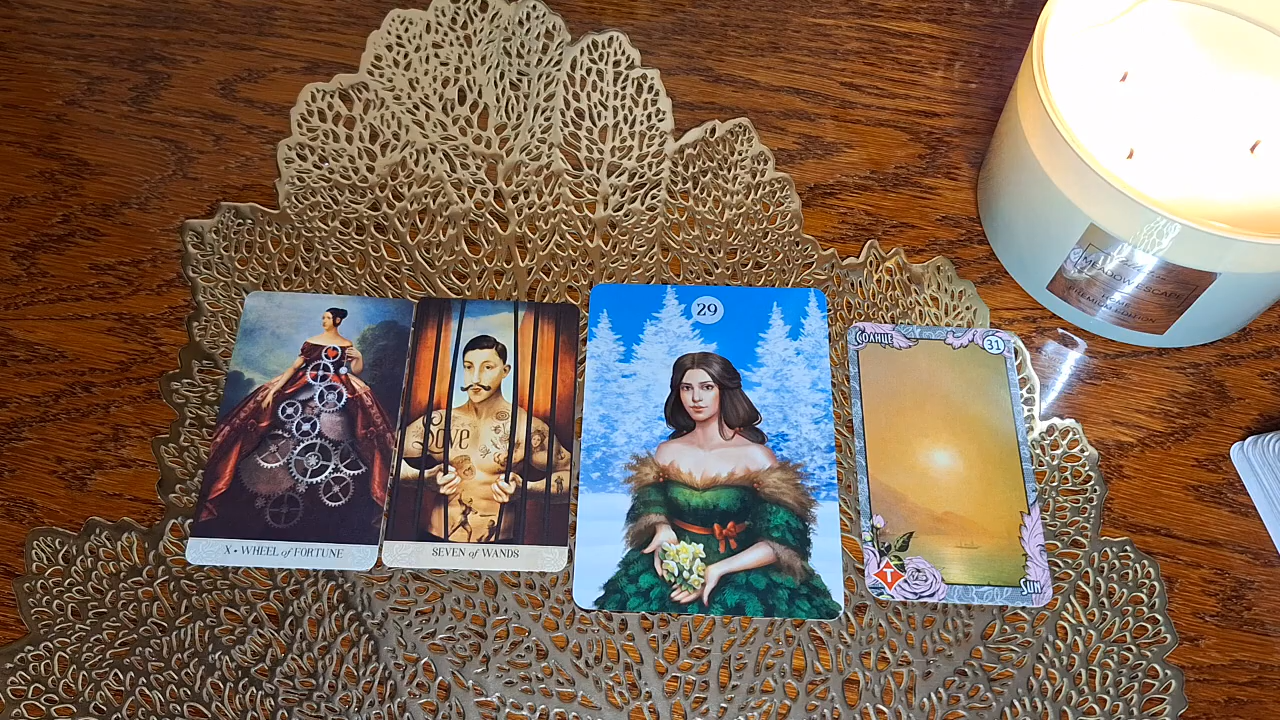 X • WHEEL of FORTUNE
Love
SEVEN of WANDS
29
Солнце
31
Sun
MEADOW ESCAPE